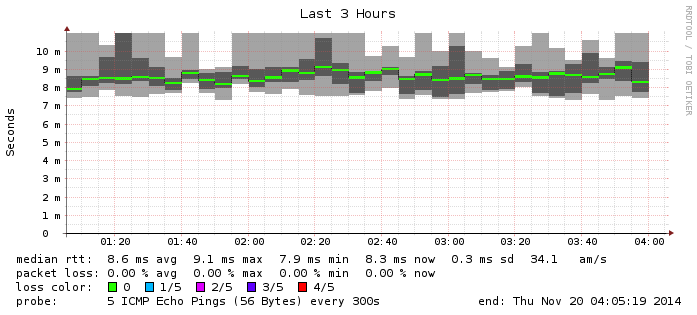 Last 3 Hours
RRDTOOL / TOBI OETIKER
Seconds
10 m
9 m
8 m
7 m
6 m
5 m
4 m
3 m
2 m
1 m
0
01:20 01:40 02:00 02:20 02:40 03:00 03:20 03:40 04:00
median rtt: 8.6 ms avg 9.1 ms max 7.9 ms min 8.3 ms now 0.3 ms sd 34.1 am/s
packet loss: 0.00 % avg 0.00 % max 0.00 % min 0.00 % now
loss color: 0 1/5 2/5 3/5 4/5
probe: 5 ICMP Echo Pings (56 Bytes) every 300s end: Thu Nov 20 04:05:19 2014